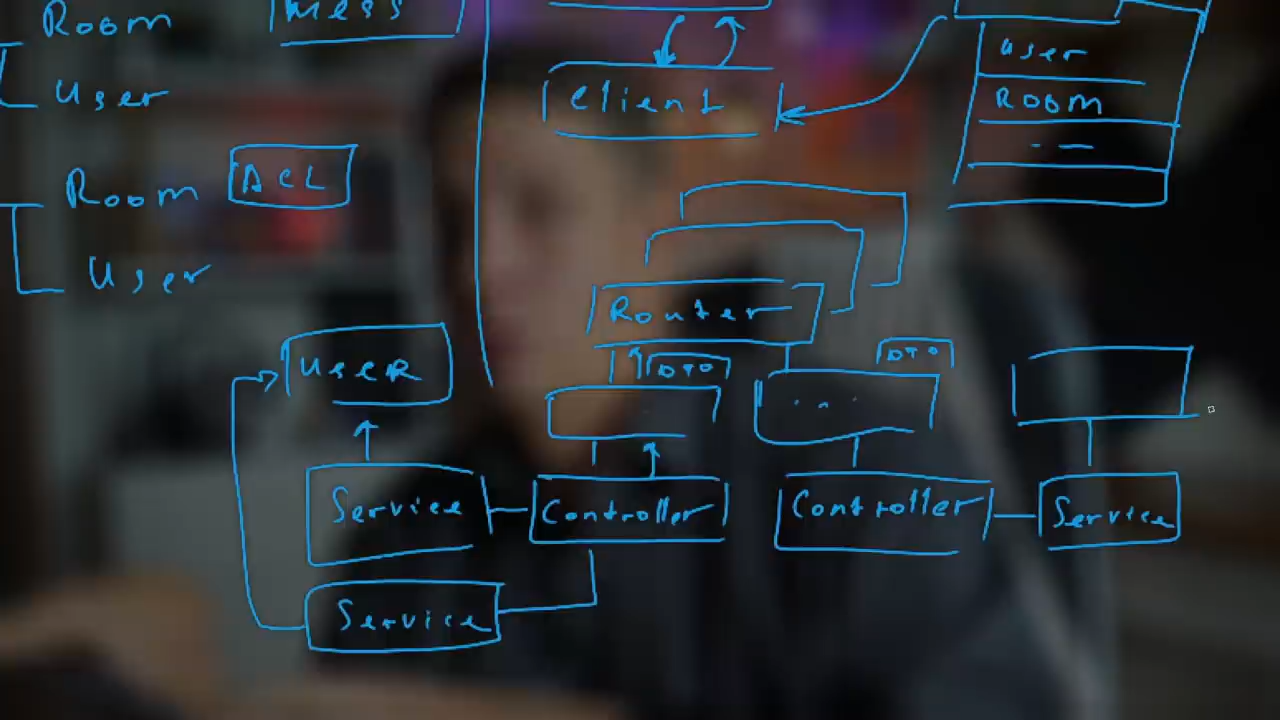 Room
Mess
User
User
Client
ROOM
Room
ACL
User
Router
USER
DTO
DTO
Service
Controller
Controller
Service
Service